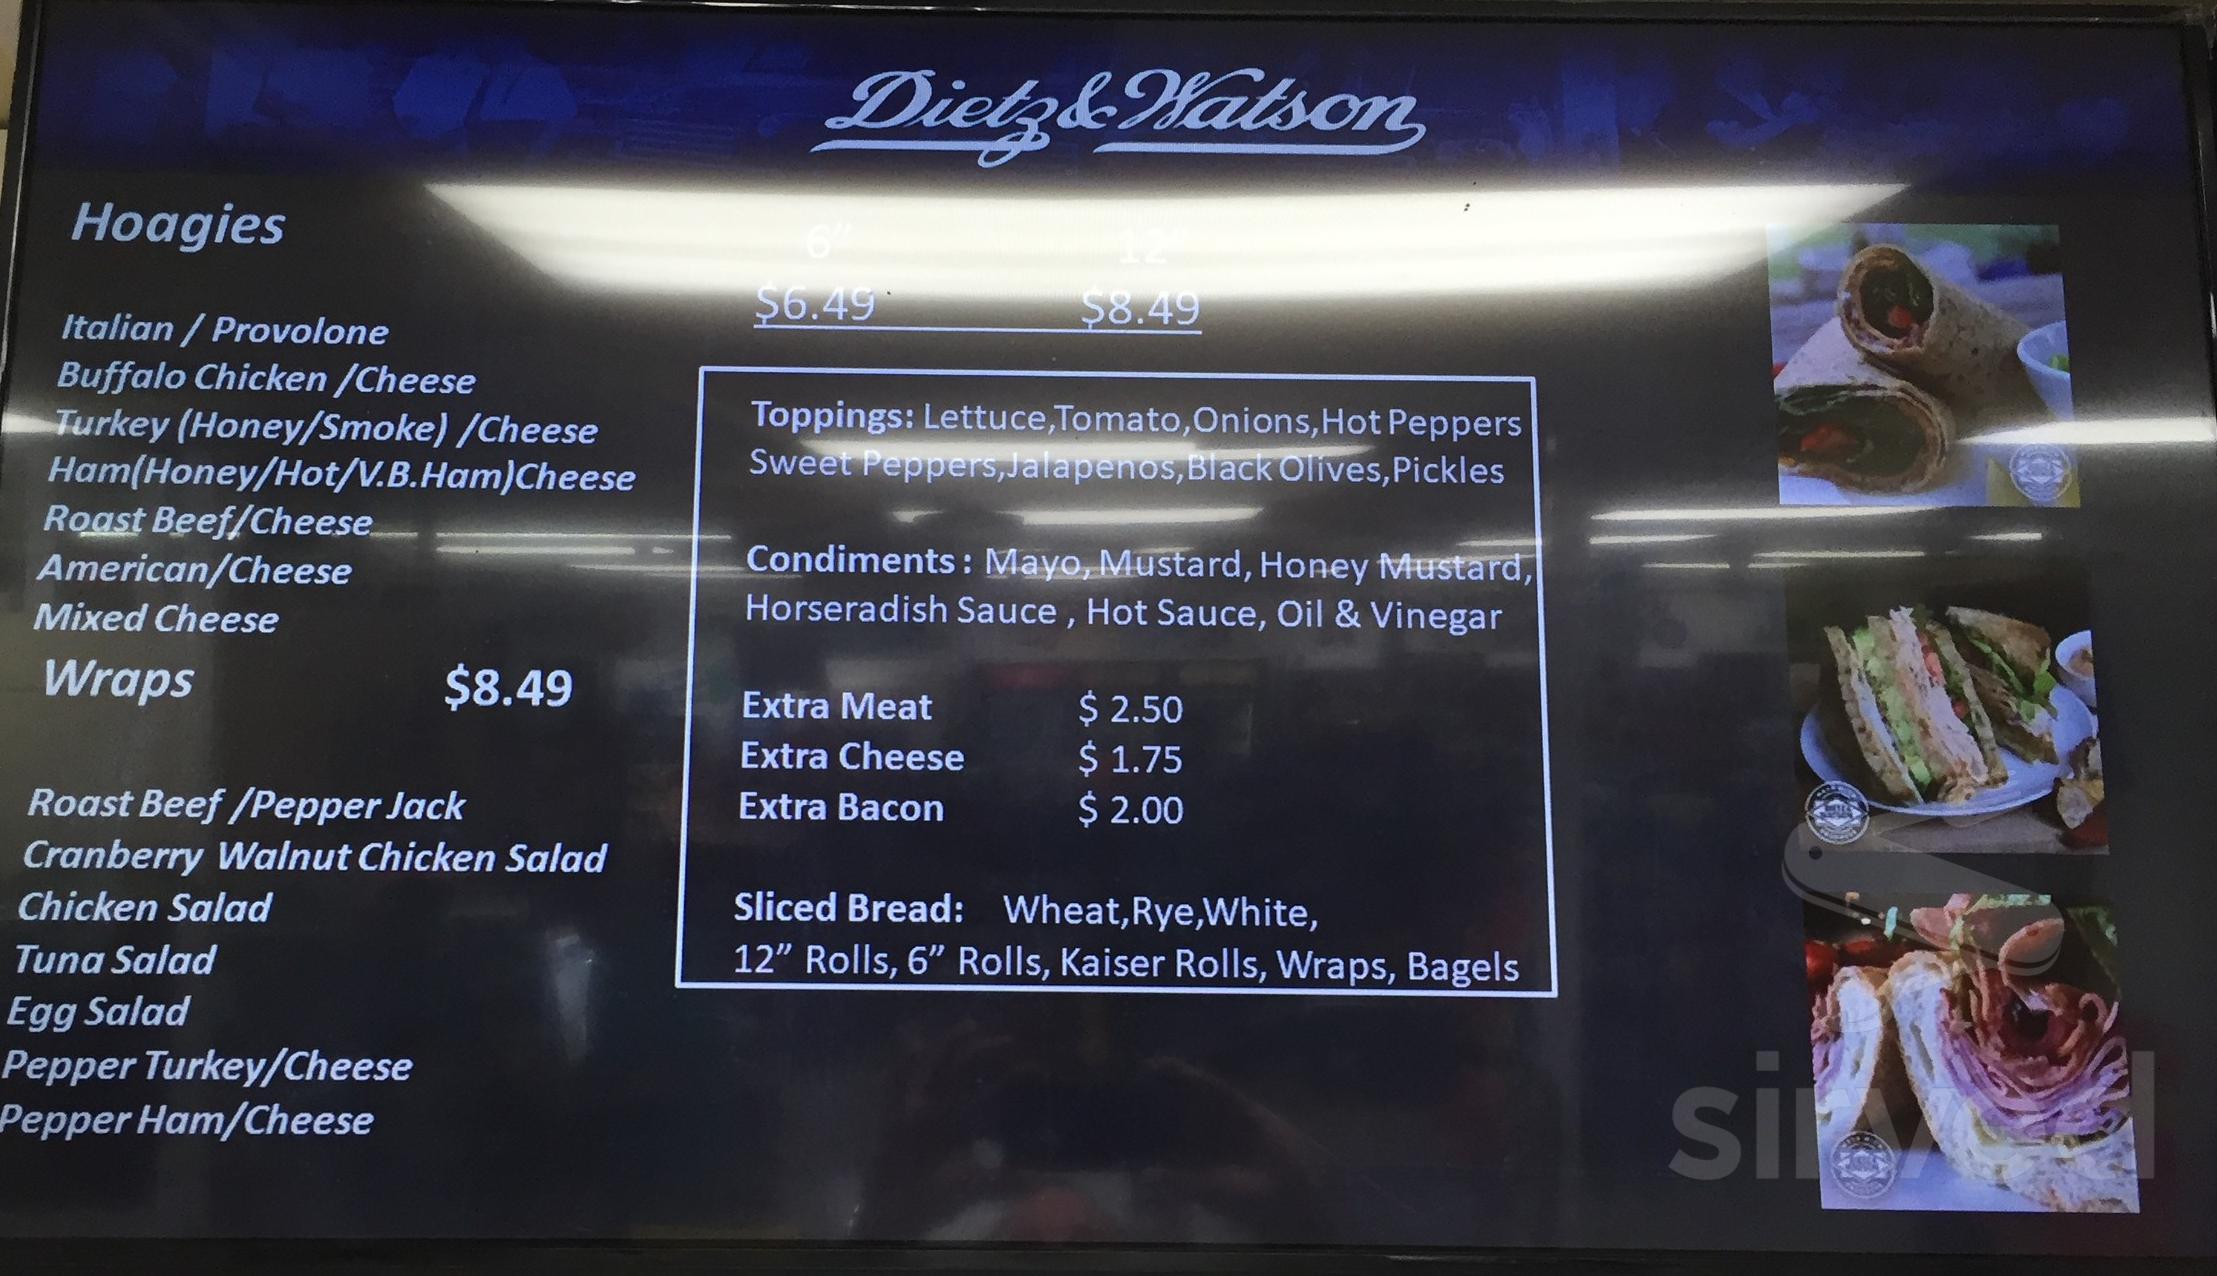 Dietz & Watson
Hoagies
6" 12"
$6.49 $8.49
Italian / Provolone
Buffalo Chicken /Cheese
Turkey (Honey/Smoke) /Cheese
Ham(Honey/Hot/V.B.Ham)Cheese
Roast Beef/Cheese
American/Cheese
Mixed Cheese
Wraps $8.49
Roast Beef /Pepper Jack
Cranberry Walnut Chicken Salad
Chicken Salad
Tuna Salad
Egg Salad
Pepper Turkey/Cheese
Pepper Ham/Cheese
Toppings: Lettuce,Tomato,Onions,Hot Peppers
Sweet Peppers,Jalapenos,Black Olives,Pickles
Condiments : Mayo, Mustard, Honey Mustard,
Horseradish Sauce , Hot Sauce, Oil & Vinegar
Extra Meat $ 2.50
Extra Cheese $ 1.75
Extra Bacon $ 2.00
Sliced Bread: Wheat,Rye,White,
12” Rolls, 6” Rolls, Kaiser Rolls, Wraps, Bagels
sirved